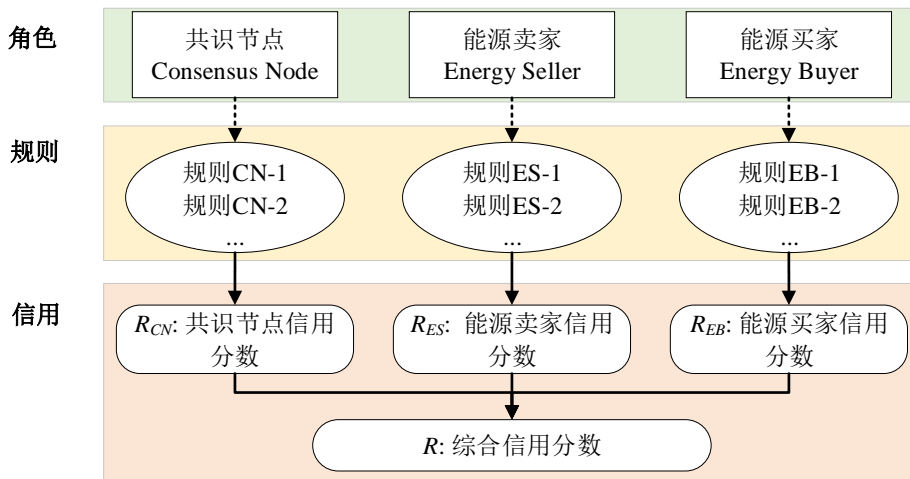 角色
共识节点
Consensus Node
能源卖家
Energy Seller
能源买家
Energy Buyer
规则
规则CN-1
规则CN-2
...
规则ES-1
规则ES-2
...
规则EB-1
规则EB-2
...
信用
R_CN: 共识节点信用
分数
R_ES: 能源卖家信用
分数
R_EB: 能源买家信用
分数
R: 综合信用分数